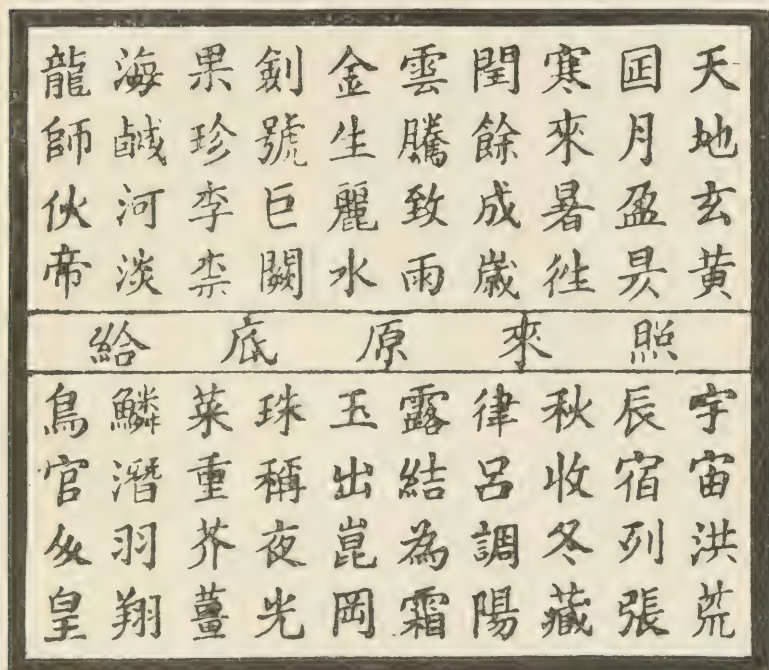 天地玄黃
囸月盈昃
寒來暑徃
閏餘成歲
雲騰致雨
金生麗水
劍號巨闕
果珍李柰
海鹹河淡
龍師伙帝
照來原底給
宇宙洪荒
辰宿列張
秋收冬藏
律呂調陽
露結為霜
玉出崑岡
珠稱夜光
菜重芥薑
鱗潛羽翔
鳥官皇